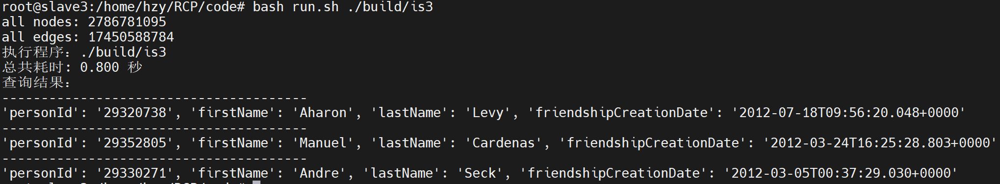 root@slave3:/home/hzy/RCP/code# bash run.sh ./build/is3
all nodes: 2786781095
all edges: 17450588784
执行程序: ./build/is3
总共耗时: 0.800 秒
查询结果:
---------------------------------------
'personId': '29320738', 'firstName': 'Aharon', 'lastName': 'Levy', 'friendshipCreationDate': '2012-07-18T09:56:20.048+0000'
---------------------------------------
'personId': '29352805', 'firstName': 'Manuel', 'lastName': 'Cardenas', 'friendshipCreationDate': '2012-03-24T16:25:28.803+0000'
---------------------------------------
'personId': '29330271', 'firstName': 'Andre', 'lastName': 'Seck', 'friendshipCreationDate': '2012-03-05T00:37:29.030+0000'